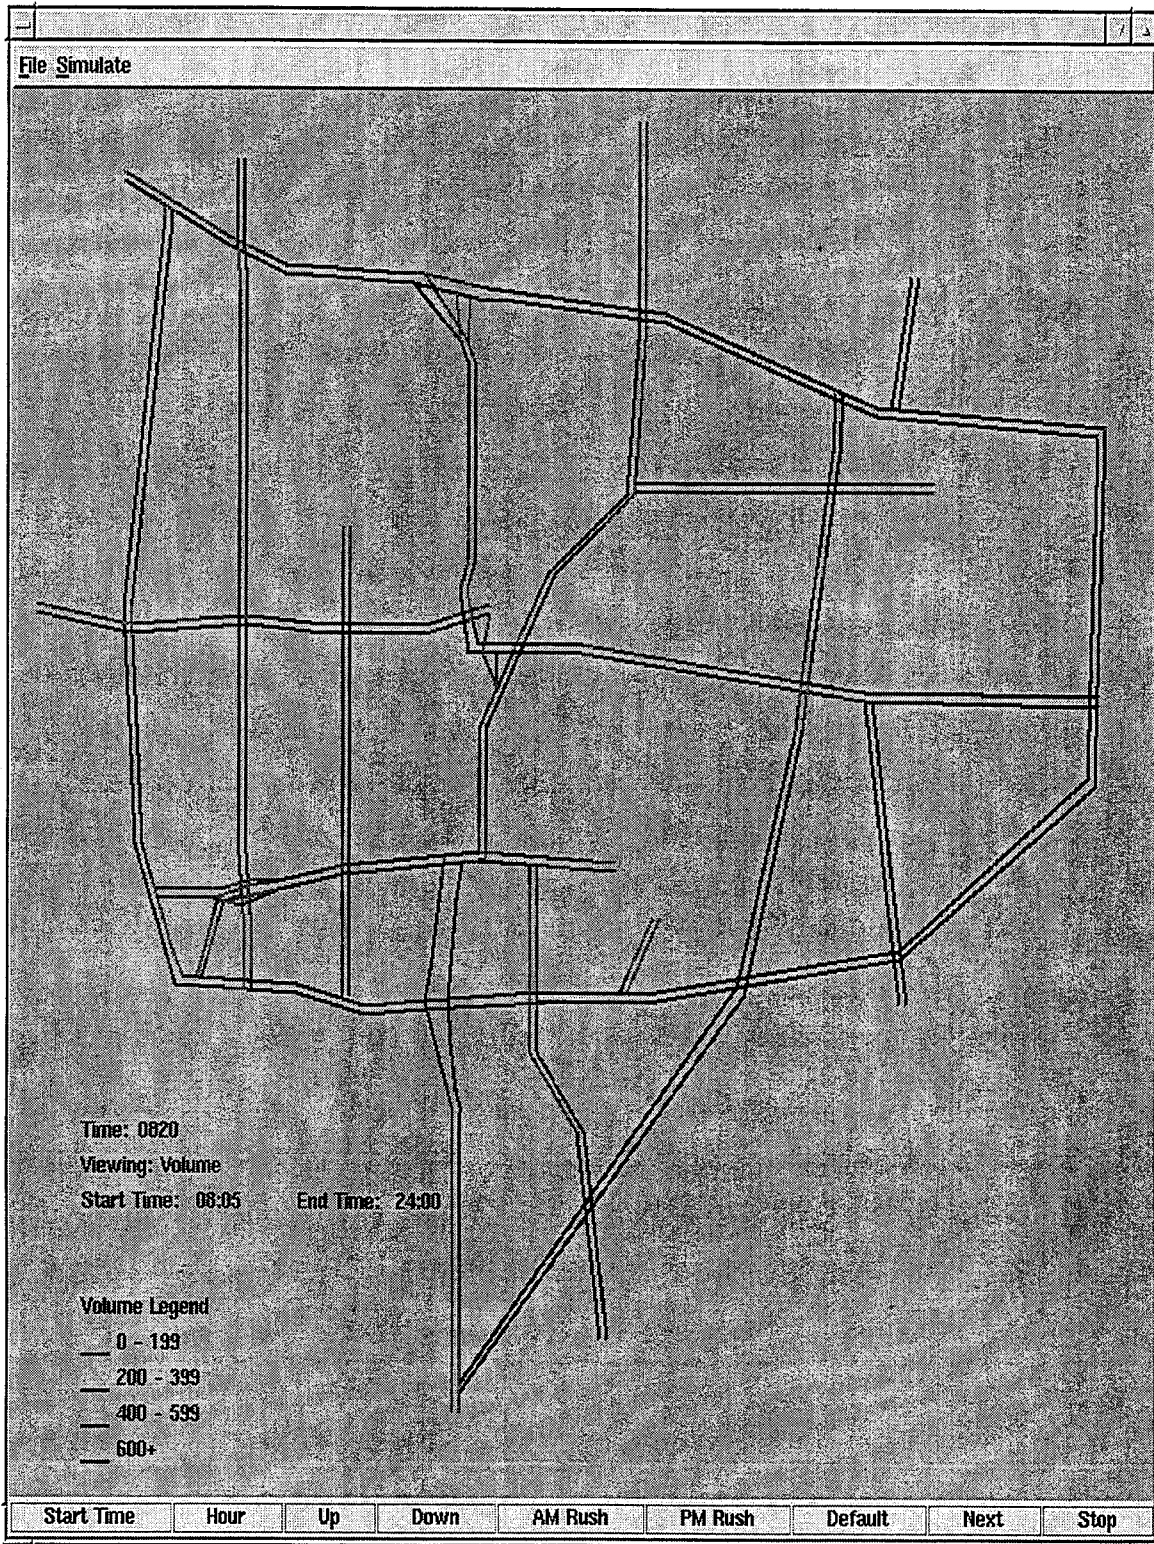 File Simulate
Time: 0820
Viewing: Volume
Start Time: 08:05 End Time: 24:00
Volume Legend
0 - 199
200 - 399
400 - 599
600+
Start Time Hour Up Down AM Rush PM Rush Default Next Stop